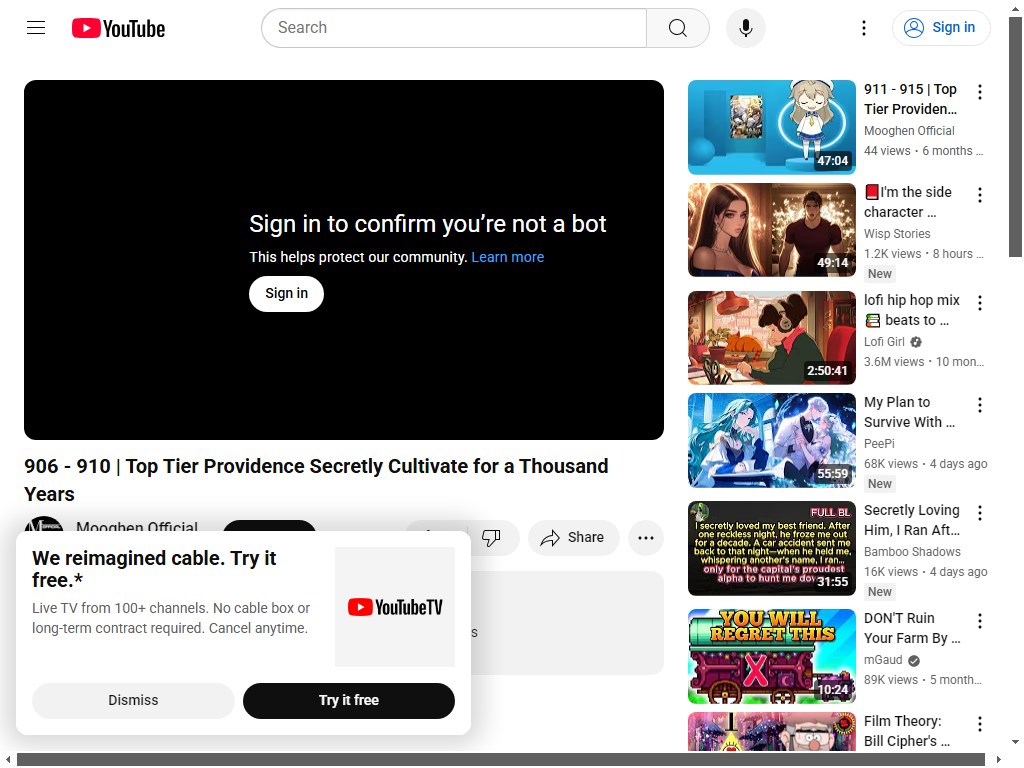 YouTube
Search
Sign in
Sign in to confirm you’re not a bot
This helps protect our community. Learn more
Sign in
906 - 910 | Top Tier Providence Secretly Cultivate for a Thousand
Years
Mooghen Official
Share
We reimagined cable. Try it
free.*
Live TV from 100+ channels. No cable box or
long-term contract required. Cancel anytime.
YouTubeTV
Dismiss
Try it free
47:04
911 - 915 | Top
Tier Providen…
Mooghen Official
44 views • 6 months …
49:14
📕I'm the side
character …
Wisp Stories
1.2K views • 8 hours …
New
2:50:41
lofi hip hop mix
📚 beats to …
Lofi Girl
3.6M views • 10 mon…
55:59
My Plan to
Survive With …
PeePi
68K views • 4 days ago
New
FULL BL
I secretly loved my best friend. After
one reckless night, he froze me out
for a decade. A car accident sent me
back to that night—when he held me,
whispering another's name, I ran...
only for the capital's proudest
alpha to hunt me
31:55
Secretly Loving
Him, I Ran Aft…
Bamboo Shadows
16K views • 4 days ago
New
YOU WILL
REGRET THIS
10:24
DON'T Ruin
Your Farm By …
mGaud
89K views • 5 month…
Film Theory:
Bill Cipher's …